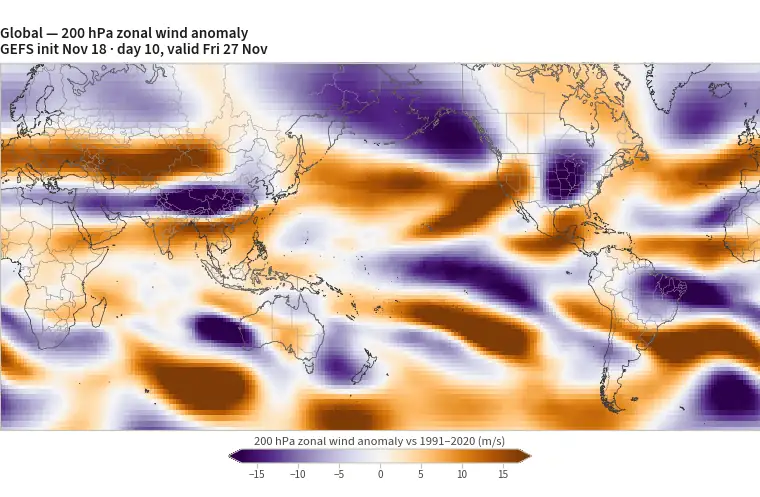 Global — 200 hPa zonal wind anomaly
GEFS init Nov 18 · day 10, valid Fri 27 Nov
200 hPa zonal wind anomaly vs 1991–2020 (m/s)
−15 −10 −5 0 5 10 15